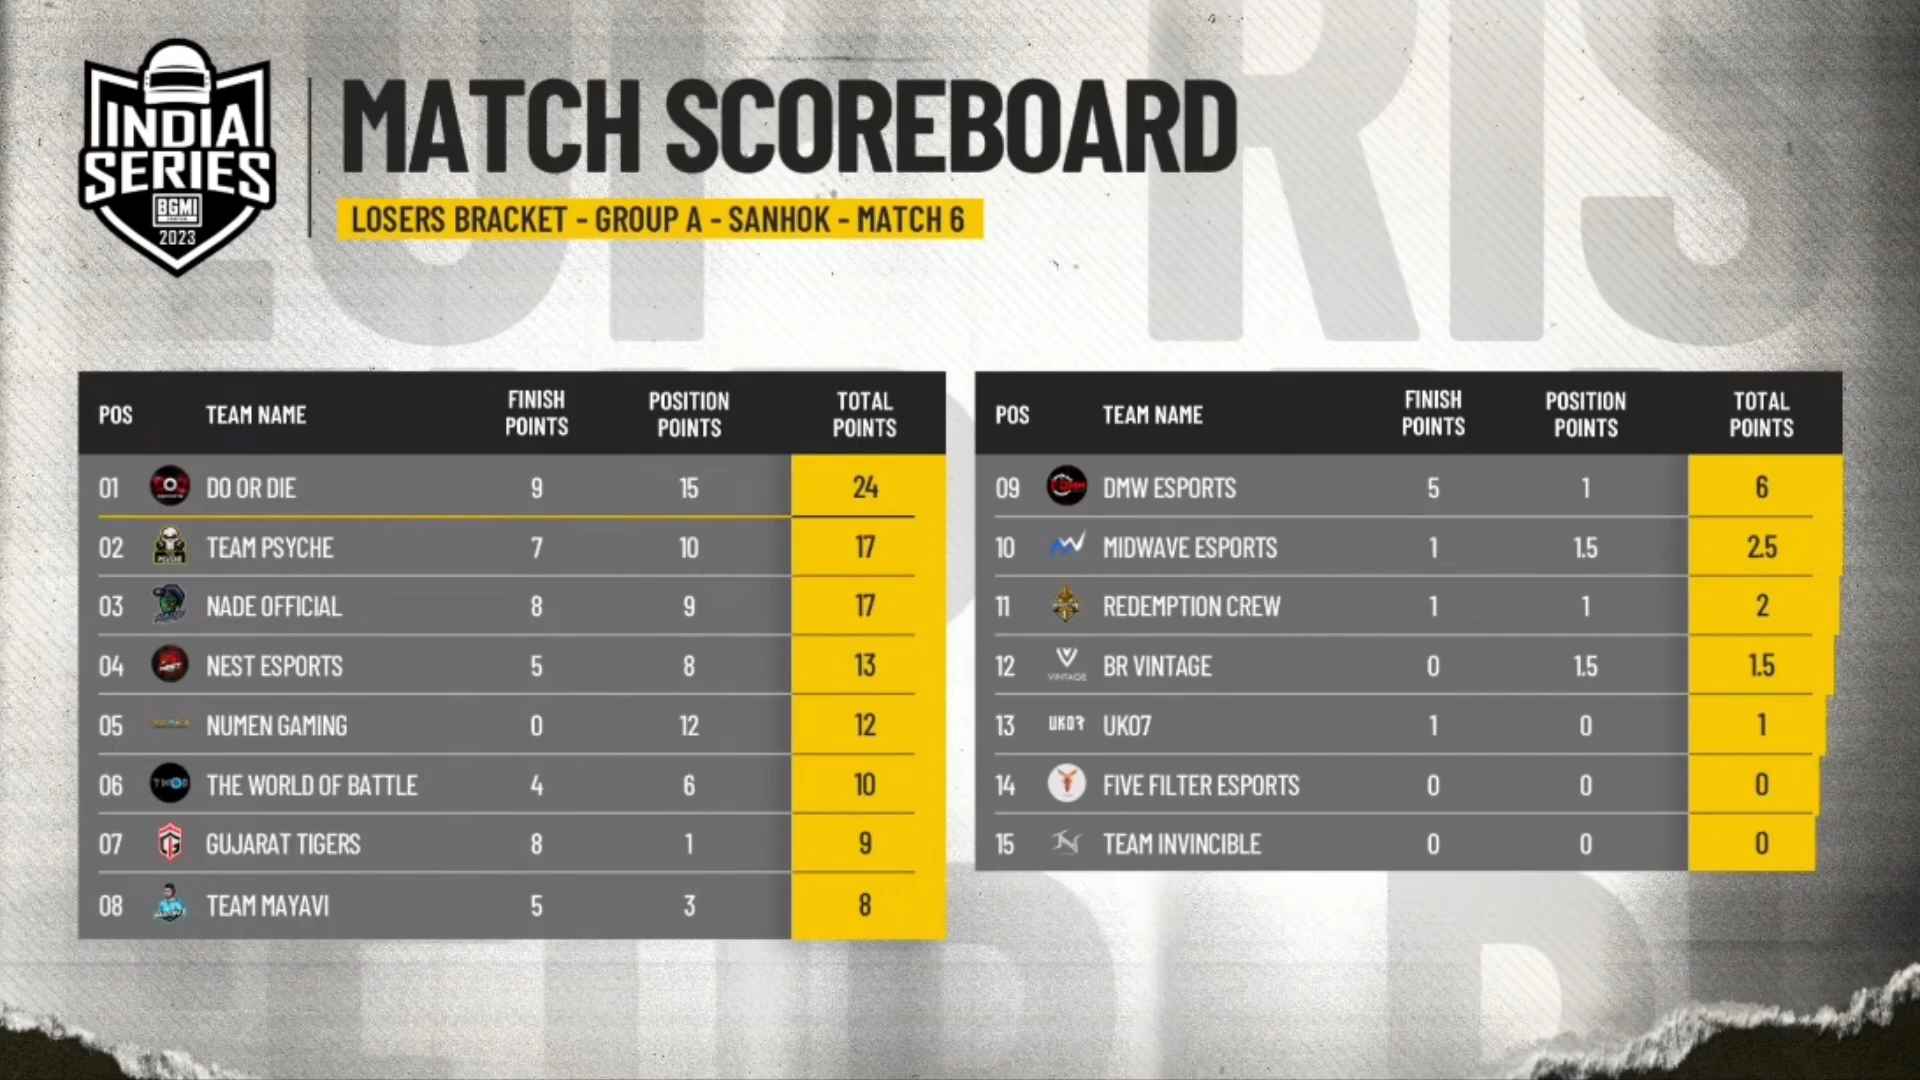 INDIA
SERIES
BGMI
2023
MATCH SCOREBOARD
LOSERS BRACKET - GROUP A - SANHOK - MATCH 6
POS TEAM NAME FINISH POINTS POSITION POINTS TOTAL POINTS
01 DO OR DIE 9 15 24
02 TEAM PSYCHE 7 10 17
03 NADE OFFICIAL 8 9 17
04 NEST ESPORTS 5 8 13
05 NUMEN GAMING 0 12 12
06 THE WORLD OF BATTLE 4 6 10
07 GUJARAT TIGERS 8 1 9
08 TEAM MAYAVI 5 3 8
POS TEAM NAME FINISH POINTS POSITION POINTS TOTAL POINTS
09 DMW ESPORTS 5 1 6
10 MIDWAVE ESPORTS 1 1.5 2.5
11 REDEMPTION CREW 1 1 2
12 VINTAGE BR VINTAGE 0 1.5 1.5
13 UK07 UK07 1 0 1
14 FIVE FILTER ESPORTS 0 0 0
15 TEAM INVINCIBLE 0 0 0